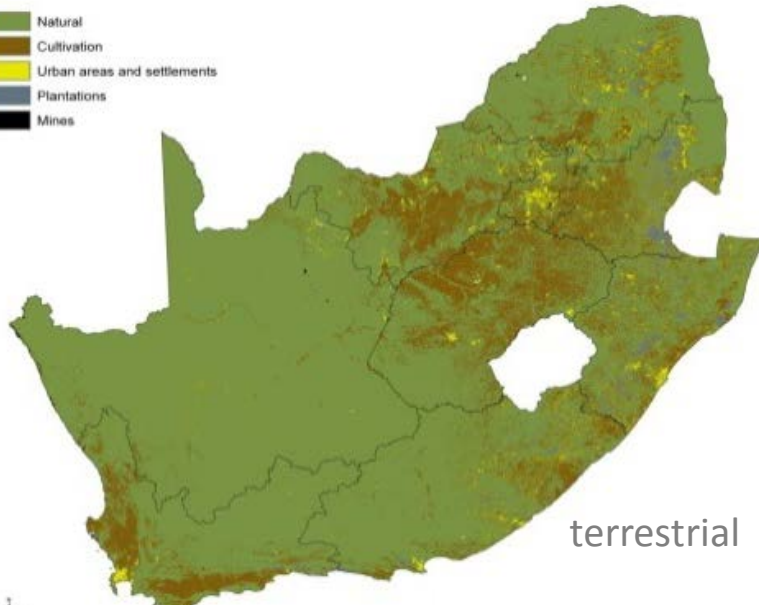 Natural
Cultivation
Urban areas and settlements
Plantations
Mines
terrestrial